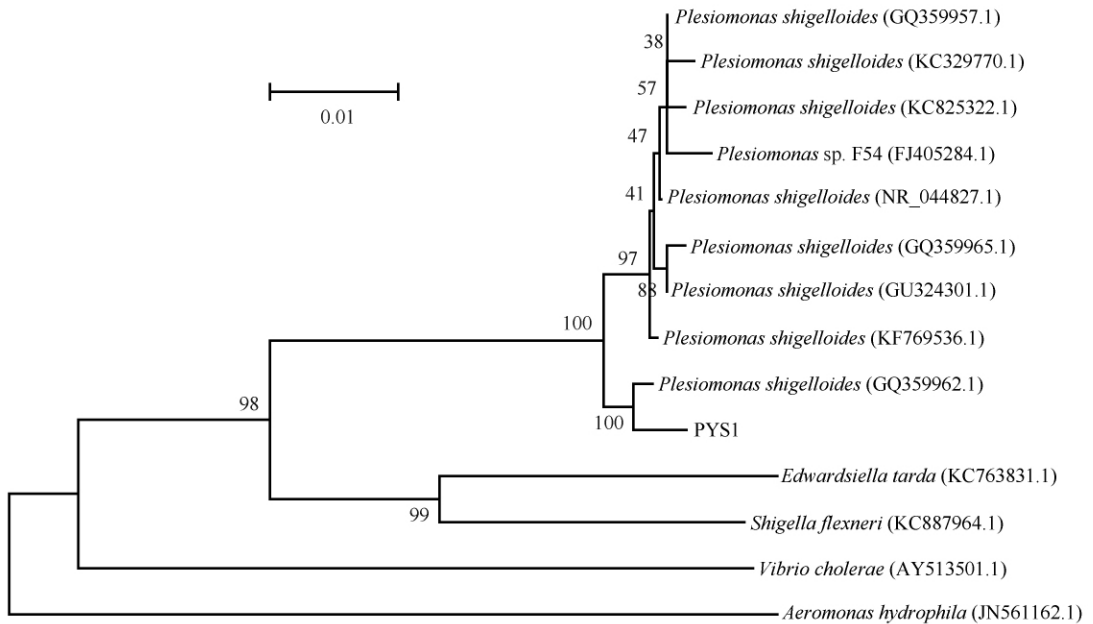 Plesiomonas shigelloides (GQ359957.1)
38
Plesiomonas shigelloides (KC329770.1)
57
0.01
Plesiomonas shigelloides (KC825322.1)
47
Plesiomonas sp. F54 (FJ405284.1)
41
Plesiomonas shigelloides (NR_044827.1)
97
Plesiomonas shigelloides (GQ359965.1)
88
Plesiomonas shigelloides (GU324301.1)
100
Plesiomonas shigelloides (KF769536.1)
Plesiomonas shigelloides (GQ359962.1)
98
100
PYS1
Edwardsiella tarda (KC763831.1)
99
Shigella flexneri (KC887964.1)
Vibrio cholerae (AY513501.1)
Aeromonas hydrophila (JN561162.1)